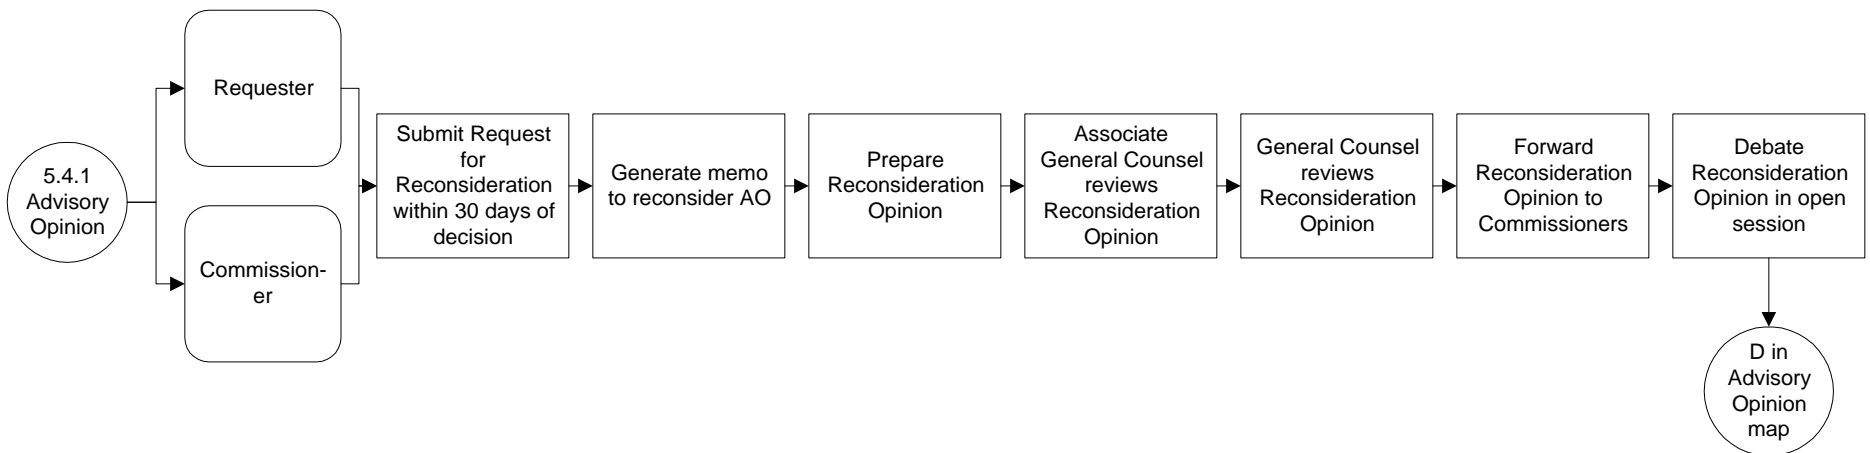 5.4.1
Advisory
Opinion
Requester
Commission-
er
Submit Request
for
Reconsideration
within 30 days of
decision
Generate memo
to reconsider AO
Prepare
Reconsideration
Opinion
Associate
General Counsel
reviews
Reconsideration
Opinion
General Counsel
reviews
Reconsideration
Opinion
Forward
Reconsideration
Opinion to
Commissioners
Debate
Reconsideration
Opinion in open
session
D in
Advisory
Opinion
map